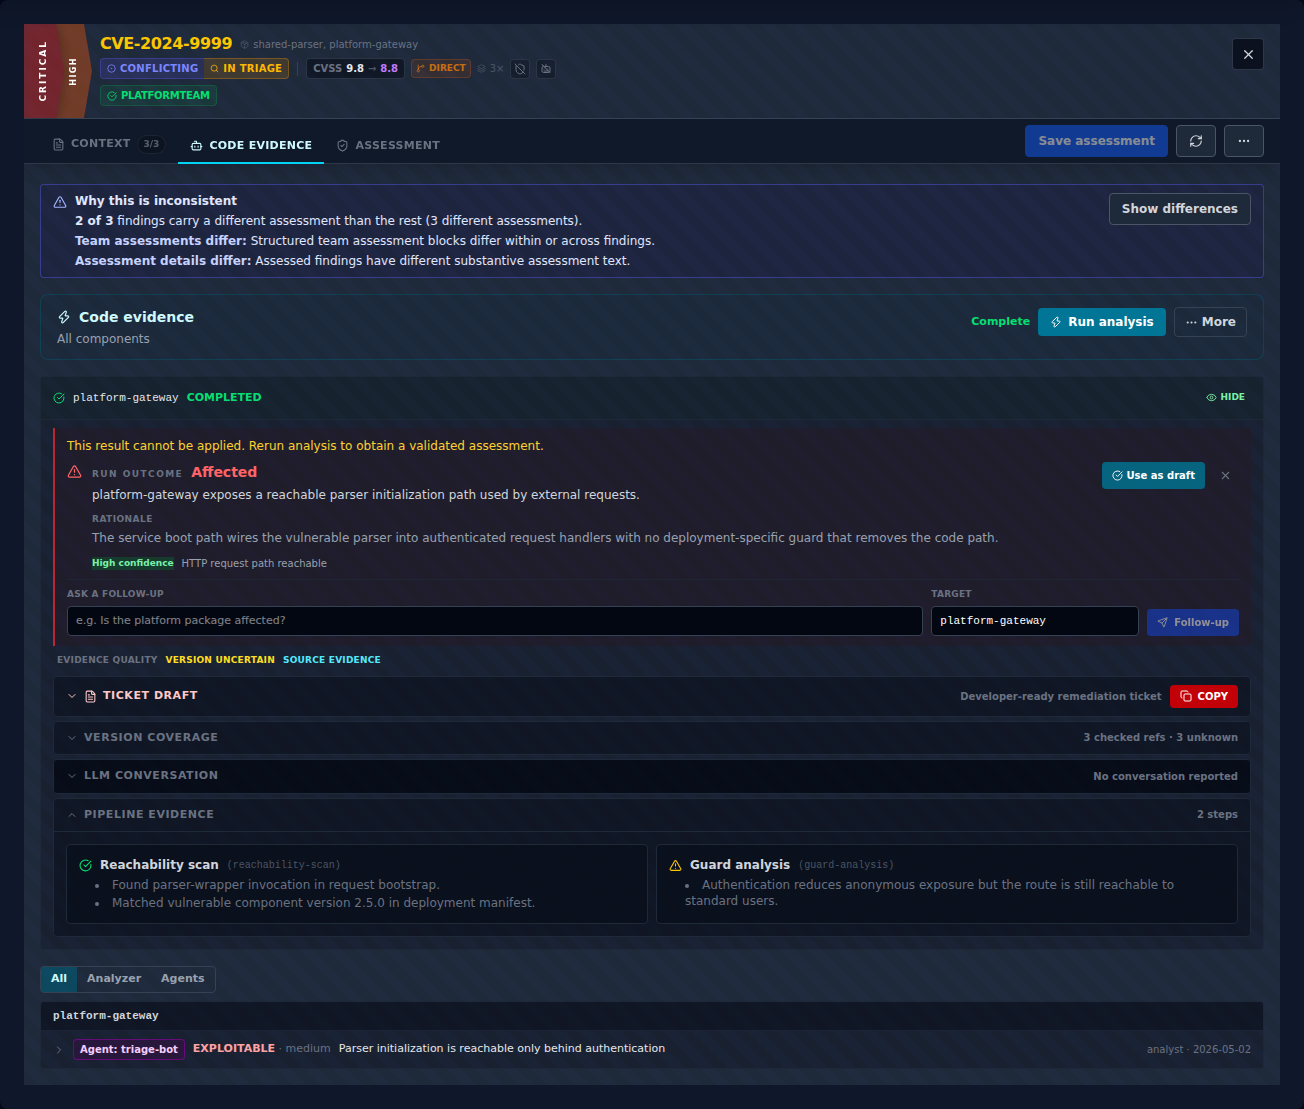 CRITICAL
HIGH
CVE-2024-9999 shared-parser, platform-gateway
CONFLICTING IN TRIAGE CVSS 9.8 → 8.8 DIRECT 3×
PLATFORMTEAM
CONTEXT 3/3 CODE EVIDENCE ASSESSMENT Save assessment
Why this is inconsistent
2 of 3 findings carry a different assessment than the rest (3 different assessments). Show differences
Team assessments differ: Structured team assessment blocks differ within or across findings.
Assessment details differ: Assessed findings have different substantive assessment text.
Code evidence
All components
Complete Run analysis More
platform-gateway COMPLETED HIDE
This result cannot be applied. Rerun analysis to obtain a validated assessment.
RUN OUTCOME Affected Use as draft
platform-gateway exposes a reachable parser initialization path used by external requests.
RATIONALE
The service boot path wires the vulnerable parser into authenticated request handlers with no deployment-specific guard that removes the code path.
High confidence HTTP request path reachable
ASK A FOLLOW-UP TARGET
e.g. Is the platform package affected? platform-gateway Follow-up
EVIDENCE QUALITY VERSION UNCERTAIN SOURCE EVIDENCE
TICKET DRAFT Developer-ready remediation ticket COPY
VERSION COVERAGE 3 checked refs · 3 unknown
LLM CONVERSATION No conversation reported
PIPELINE EVIDENCE 2 steps
Reachability scan (reachability-scan)
• Found parser-wrapper invocation in request bootstrap.
• Matched vulnerable component version 2.5.0 in deployment manifest.
Guard analysis (guard-analysis)
• Authentication reduces anonymous exposure but the route is still reachable to
standard users.
All Analyzer Agents
platform-gateway
Agent: triage-bot EXPLOITABLE · medium Parser initialization is reachable only behind authentication analyst · 2026-05-02